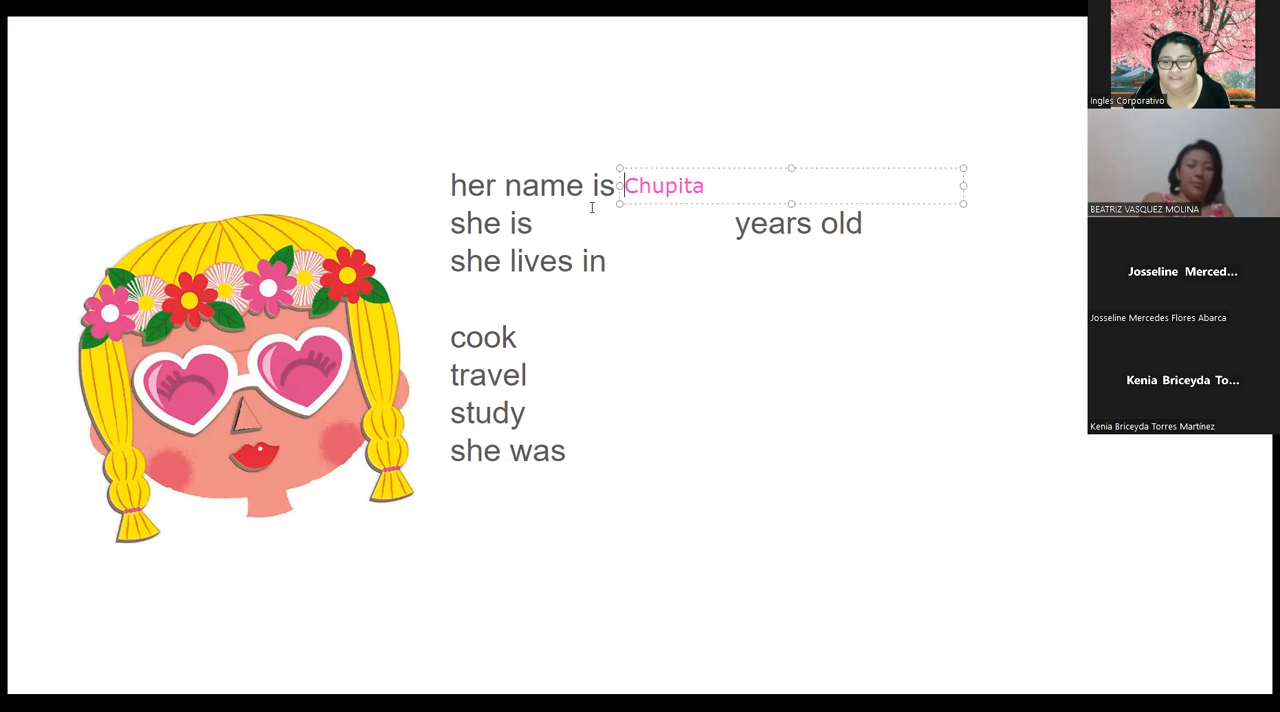 her name is Chupita
she is years old
she lives in
cook
travel
study
she was
Ingles Corporativo
BEATRIZ VASQUEZ MOLINA
Josseline Merced...
Josseline Mercedes Flores Abarca
Kenia Briceyda To...
Kenia Briceyda Torres Martínez